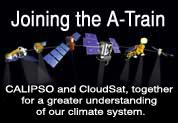 Joining the A-Train
CALIPSO and CloudSat, together
for a greater understanding
of our climate system.